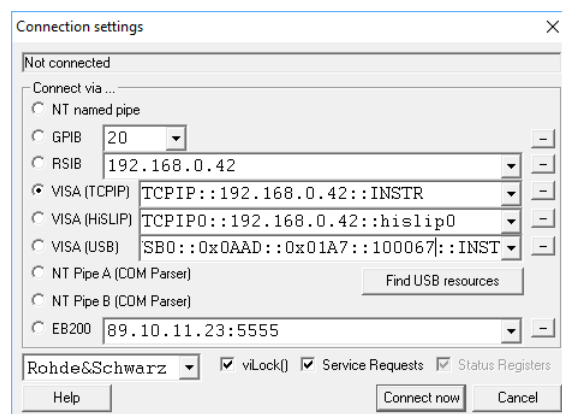 Connection settings
Not connected
Connect via ...
NT named pipe
GPIB 20
RSIB 192.168.0.42
VISA (TCPIP) TCPIP::192.168.0.42::INSTR
VISA (HiSLIP) TCPIP0::192.168.0.42::hislip0
VISA (USB) SB0::0x0AAD::0x01A7::100067::INST
NT Pipe A (COM Parser)
Find USB resources
NT Pipe B (COM Parser)
EB200 89.10.11.23:5555
Rohde&Schwarz viLock() Service Requests Status Registers
Help Connect now Cancel